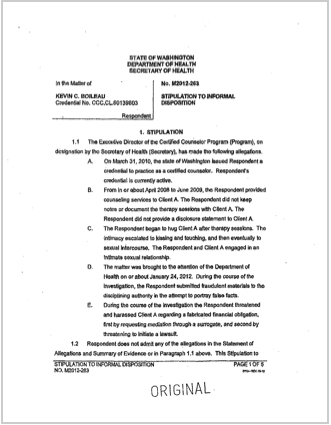 STATE OF WASHINGTON
DEPARTMENT OF HEALTH
SECRETARY OF HEALTH
In the Matter of
No. M2012-263
KEVIN C. BOILEAU
Credential No. CCC.CL.60139803
STIPULATION TO INFORMAL
DISPOSITION
Respondent
1. STIPULATION
1.1 The Executive Director of the Certified Counselor Program (Program), on
designation by the Secretary of Health (Secretary), has made the following allegations.
A. On March 31, 2010, the state of Washington issued Respondent a
credential to practice as a certified counselor. Respondent's
credential is currently active.
B. From in or about April 2008 to June 2009, the Respondent provided
counseling services to Client A. The Respondent did not keep
notes or document the therapy sessions with Client A. The
Respondent did not provide a disclosure statement to Client A.
C. The Respondent began to hug Client A after therapy sessions. The
intimacy escalated to kissing and touching, and then eventually to
sexual intercourse. The Respondent and Client A engaged in an
intimate sexual relationship.
D. The matter was brought to the attention of the Department of
Health on or about January 24, 2012. During the course of the
investigation, the Respondent submitted fraudulent materials to the
disciplining authority in the attempt to portray false facts.
E. During the course of the investigation the Respondent threatened
and harassed Client A regarding a fabricated financial obligation,
first by requesting mediation through a surrogate, and second by
threatening to initiate a lawsuit.
1.2 Respondent does not admit any of the allegations in the Statement of
Allegations and Summary of Evidence or in Paragraph 1.1 above. This Stipulation to
STIPULATION TO INFORMAL DISPOSITION
PAGE 1 OF 6
NO. M2012-263
ORIGINAL